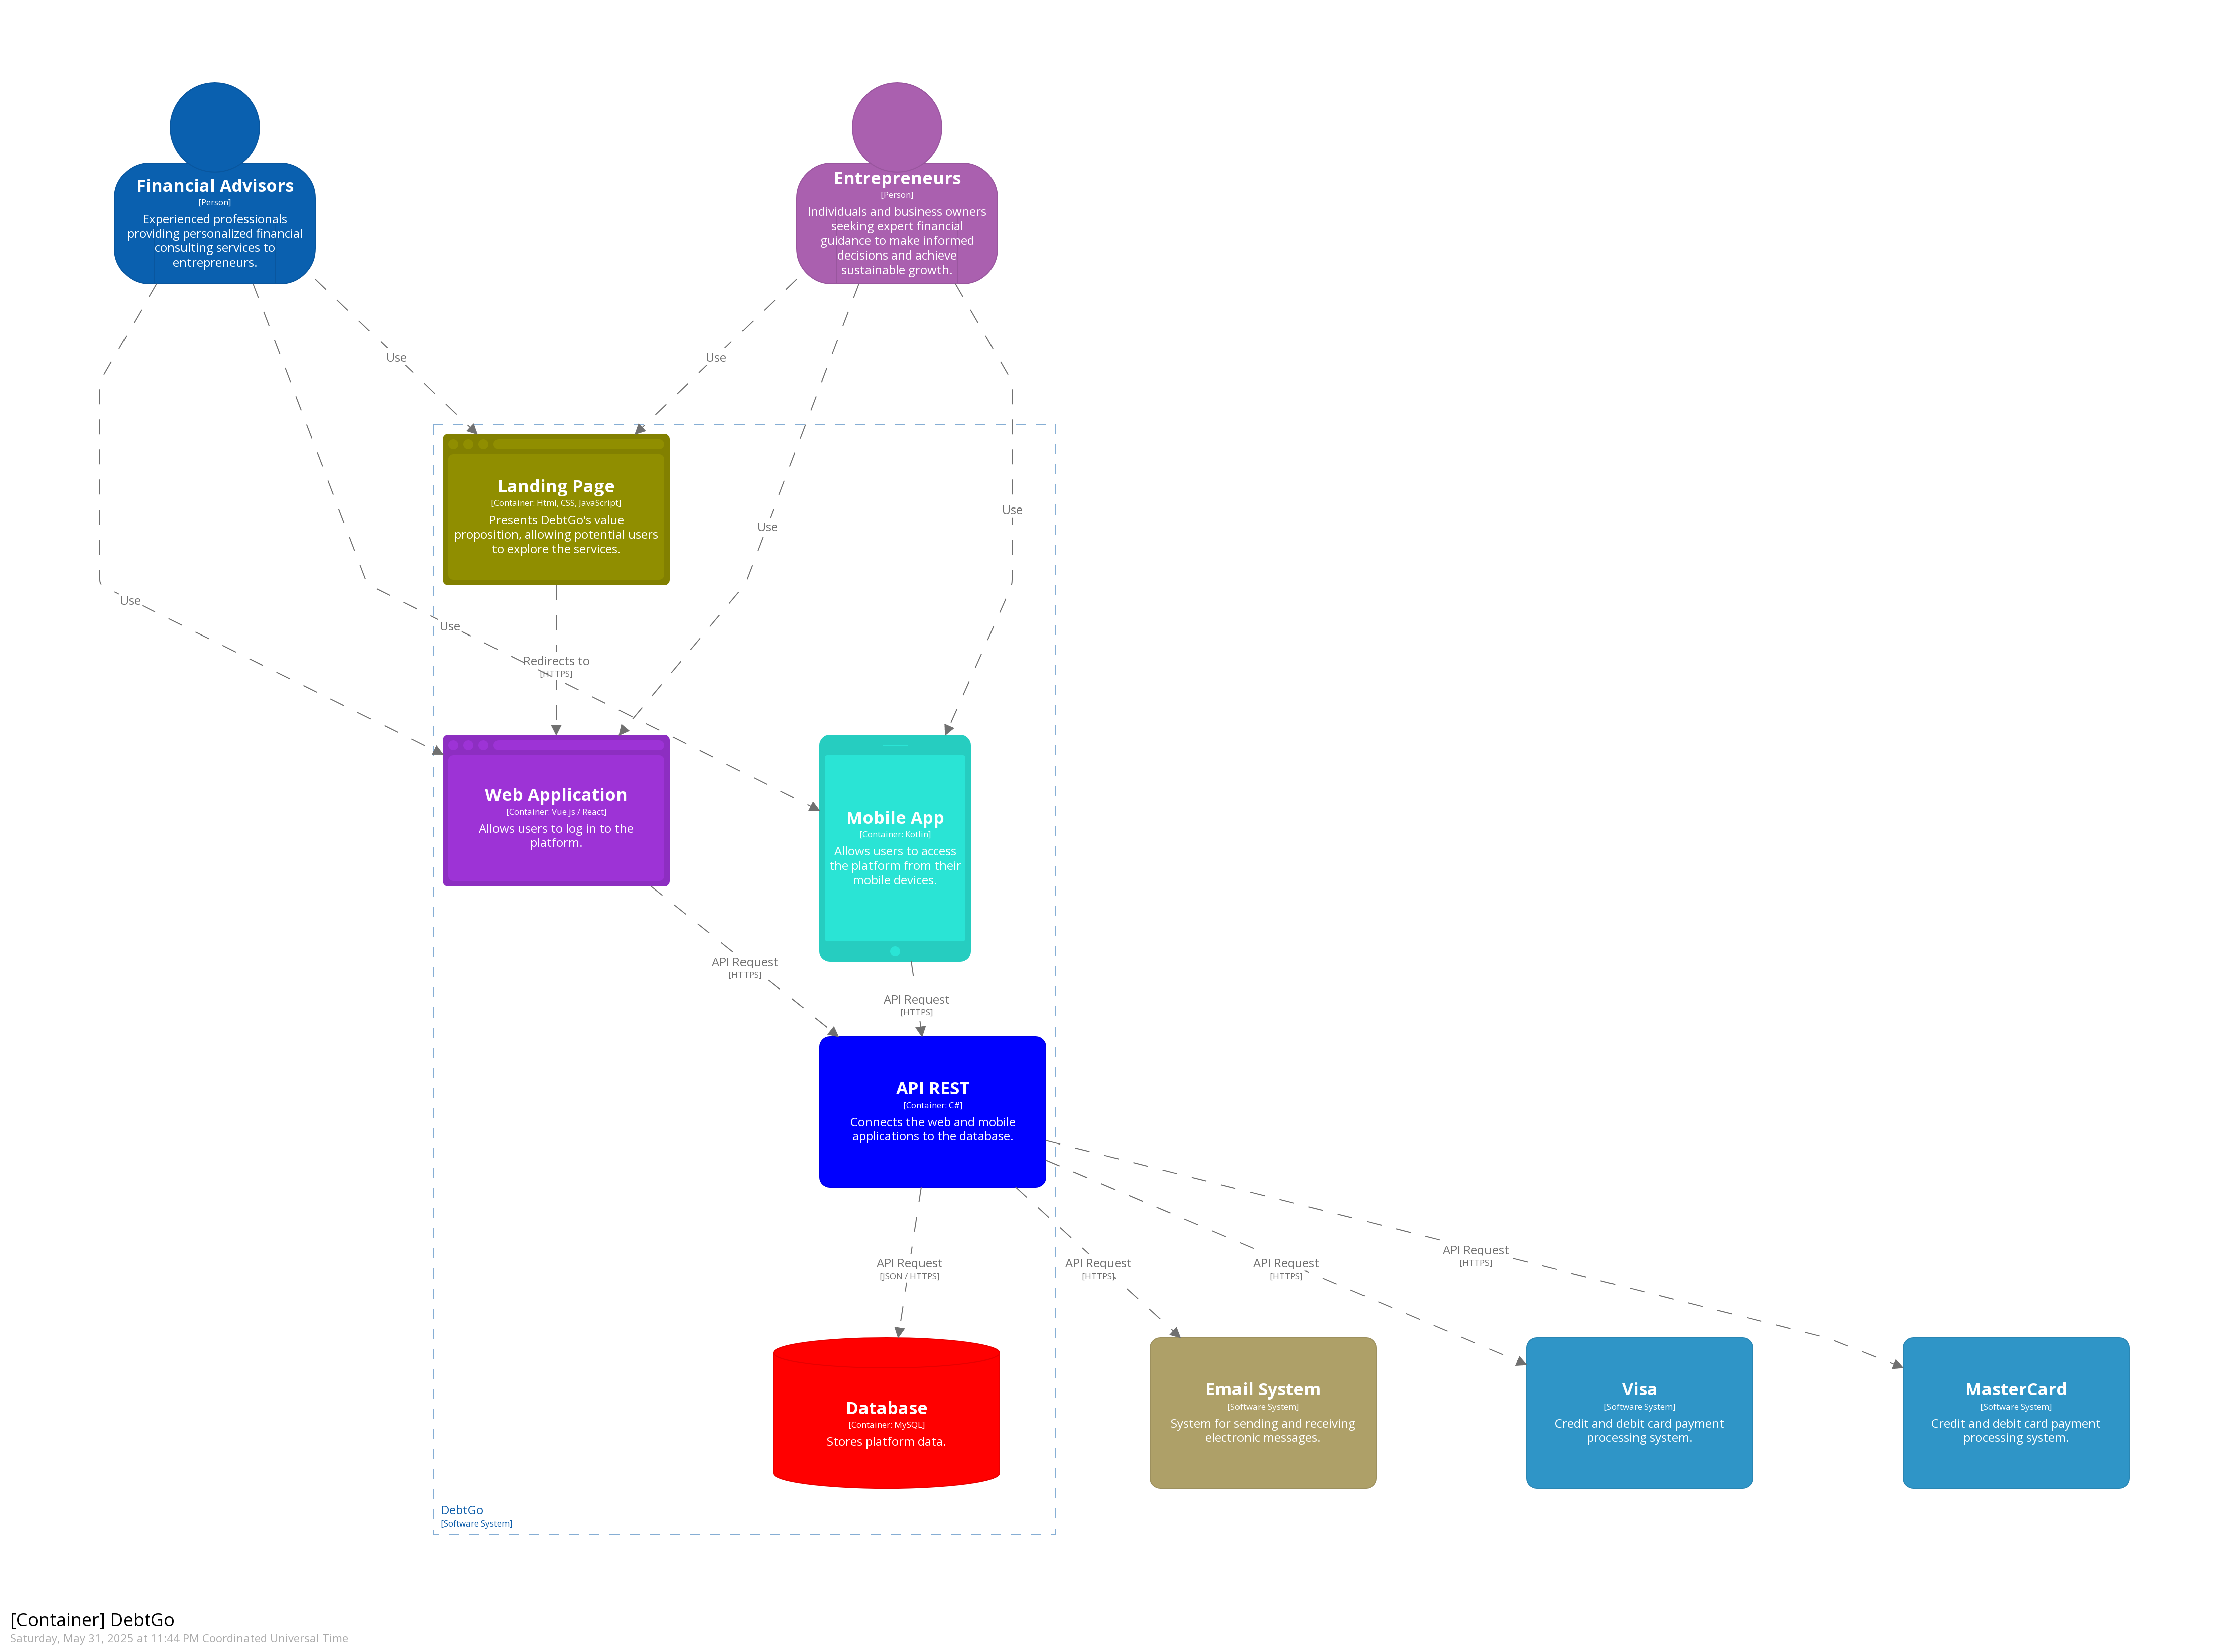 Financial Advisors
[Person]
Experienced professionals
providing personalized financial
consulting services to
entrepreneurs.
Entrepreneurs
[Person]
Individuals and business owners
seeking expert financial
guidance to make informed
decisions and achieve
sustainable growth.
Use
Use
Use
Use
Use
Use
Landing Page
[Container: Html, CSS, JavaScript]
Presents DebtGo's value
proposition, allowing potential users
to explore the services.
Redirects to
[HTTPS]
Web Application
[Container: Vue.js / React]
Allows users to log in to the
platform.
Mobile App
[Container: Kotlin]
Allows users to access
the platform from their
mobile devices.
API Request
[HTTPS]
API Request
[HTTPS]
API REST
[Container: C#]
Connects the web and mobile
applications to the database.
API Request
[JSON / HTTPS]
API Request
[HTTPS]
API Request
[HTTPS]
API Request
[HTTPS]
Database
[Container: MySQL]
Stores platform data.
Email System
[Software System]
System for sending and receiving
electronic messages.
Visa
[Software System]
Credit and debit card payment
processing system.
MasterCard
[Software System]
Credit and debit card payment
processing system.
DebtGo
[Software System]
[Container] DebtGo
Saturday, May 31, 2025 at 11:44 PM Coordinated Universal Time